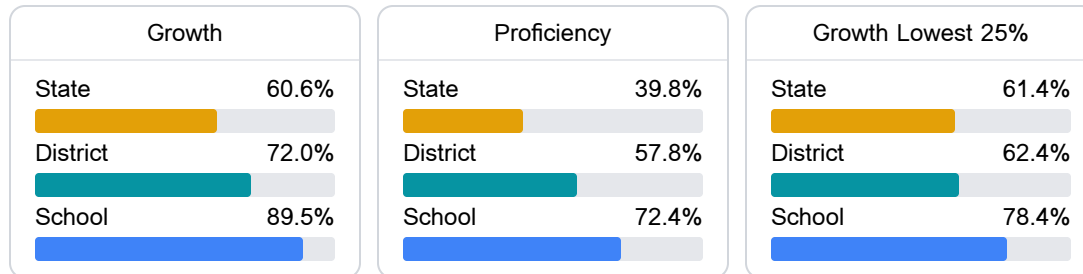 Growth
State 60.6%
District 72.0%
School 89.5%
Proficiency
State 39.8%
District 57.8%
School 72.4%
Growth Lowest 25%
State 61.4%
District 62.4%
School 78.4%